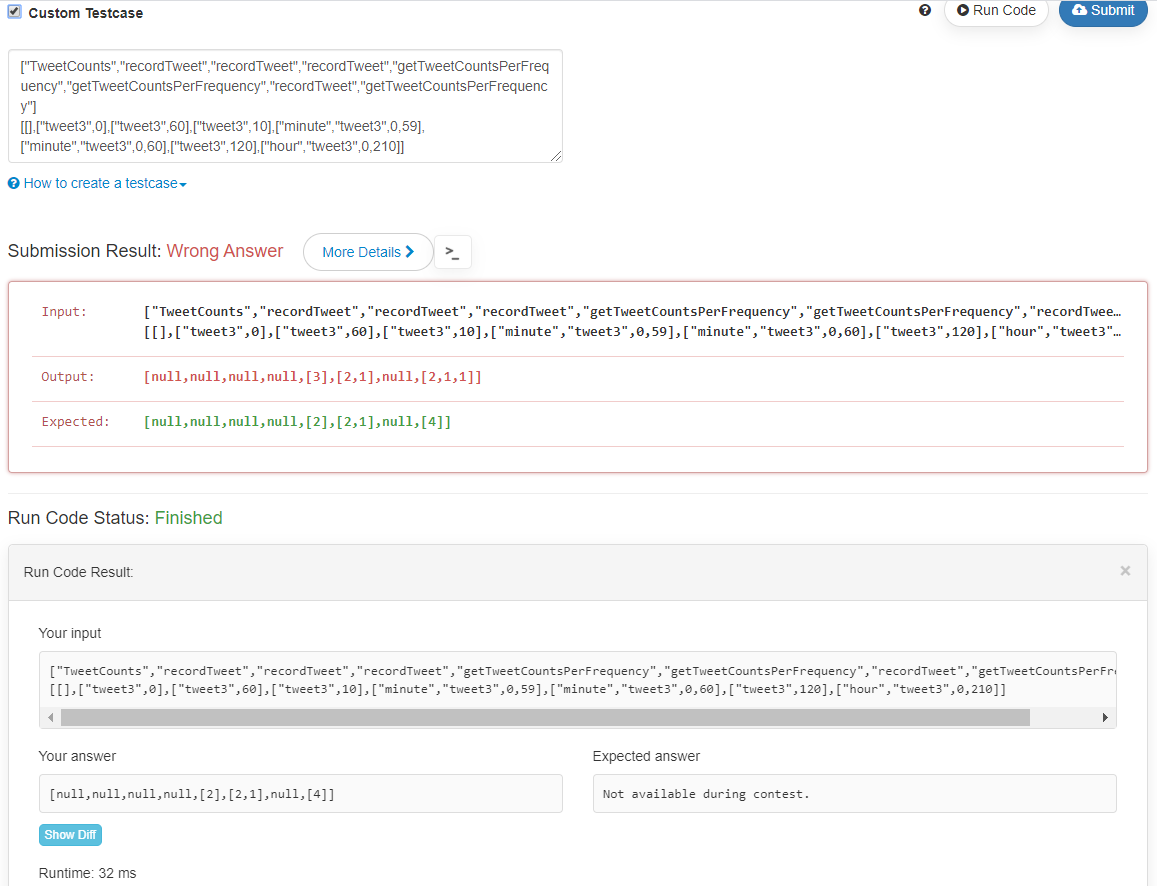 Custom Testcase
Run Code
Submit
["TweetCounts","recordTweet","recordTweet","recordTweet","getTweetCountsPerFreq
uency","getTweetCountsPerFrequency","recordTweet","getTweetCountsPerFrequenc
y"]
[[],["tweet3",0],["tweet3",60],["tweet3",10],["minute","tweet3",0,59],
["minute","tweet3",0,60],["tweet3",120],["hour","tweet3",0,210]]
How to create a testcase
Submission Result: Wrong Answer
More Details
>_
Input:
["TweetCounts","recordTweet","recordTweet","recordTweet","getTweetCountsPerFrequency","getTweetCountsPerFrequency","recordTwee…
[[],["tweet3",0],["tweet3",60],["tweet3",10],["minute","tweet3",0,59],["minute","tweet3",0,60],["tweet3",120],["hour","tweet3"…
Output:
[null,null,null,null,[3],[2,1],null,[2,1,1]]
Expected:
[null,null,null,null,[2],[2,1],null,[4]]
Run Code Status: Finished
Run Code Result:
×
Your input
["TweetCounts","recordTweet","recordTweet","recordTweet","getTweetCountsPerFrequency","getTweetCountsPerFrequency","recordTweet","getTweetCountsPerFr
[[],["tweet3",0],["tweet3",60],["tweet3",10],["minute","tweet3",0,59],["minute","tweet3",0,60],["tweet3",120],["hour","tweet3",0,210]]
Your answer
[null,null,null,null,[2],[2,1],null,[4]]
Expected answer
Not available during contest.
Show Diff
Runtime: 32 ms